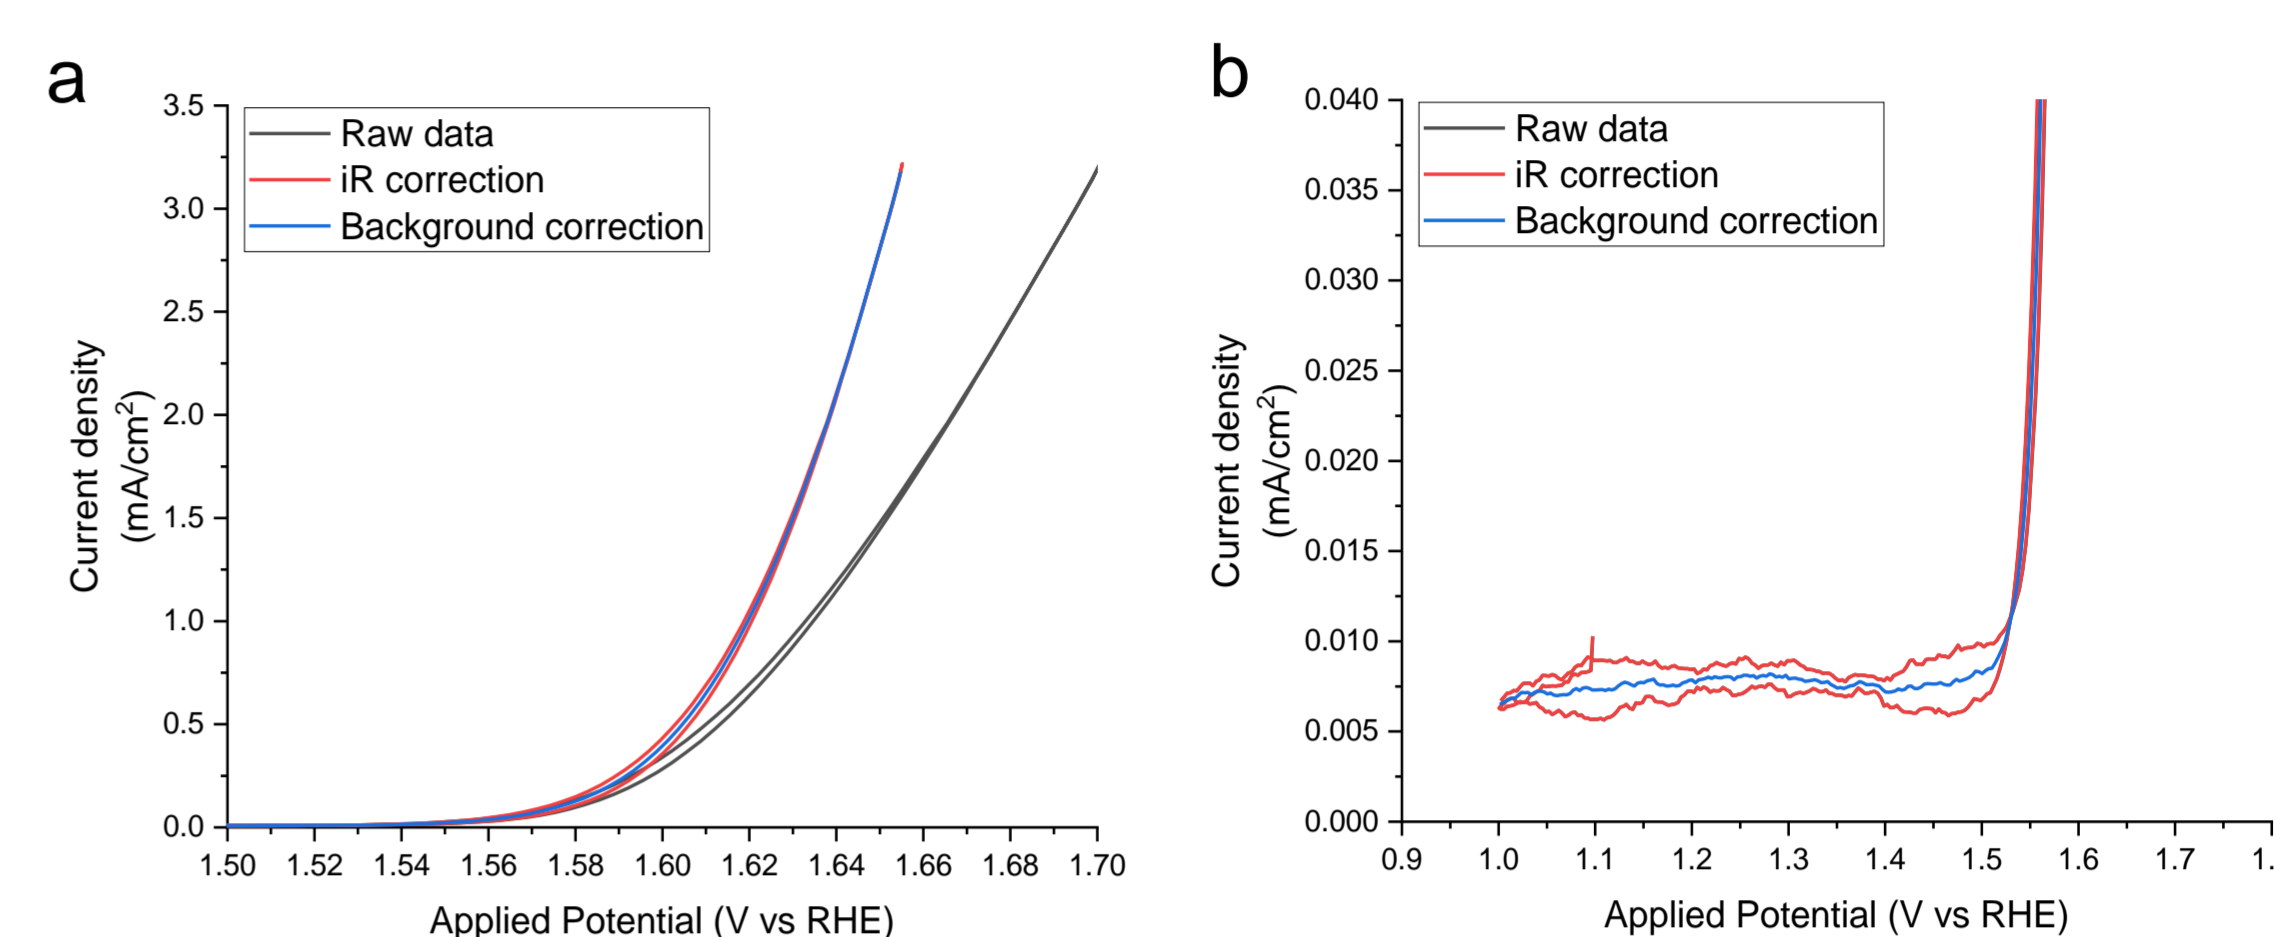 a
3.5
3.0
2.5
2.0
1.5
1.0
0.5
0.0
Raw data
iR correction
Background correction
Current density
(mA/cm²)
1.50 1.52 1.54 1.56 1.58 1.60 1.62 1.64 1.66 1.68 1.70
Applied Potential (V vs RHE)
b
0.040
0.035
0.030
0.025
0.020
0.015
0.010
0.005
0.000
Raw data
iR correction
Background correction
Current density
(mA/cm²)
0.9 1.0 1.1 1.2 1.3 1.4 1.5 1.6 1.7 1.
Applied Potential (V vs RHE)